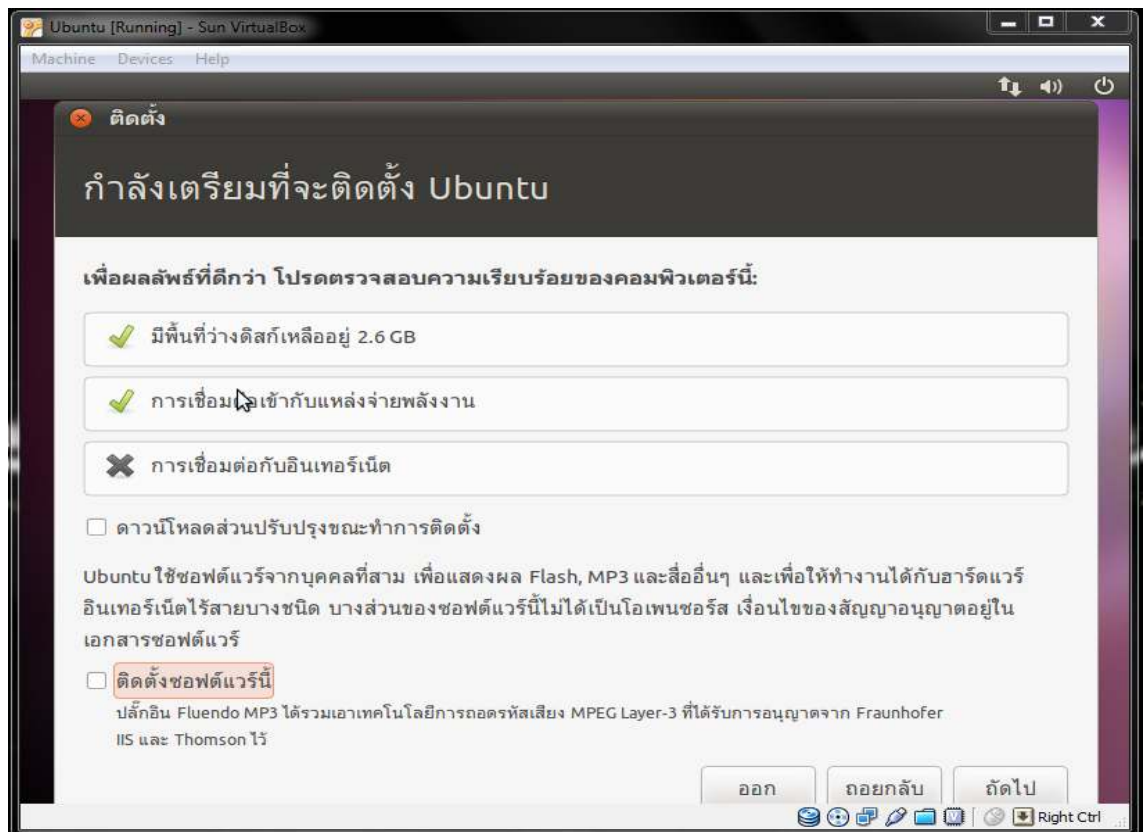 Ubuntu [Running] - Sun VirtualBox
Machine Devices Help
ติดตั้ง
กำลังเตรียมที่จะติดตั้ง Ubuntu
เพื่อผลลัพธ์ที่ดีกว่า โปรดตรวจสอบความเรียบร้อยของคอมพิวเตอร์นี้:
มีพื้นที่ว่างดิสก์เหลืออยู่ 2.6 GB
การเชื่อมต่อเข้ากับแหล่งจ่ายพลังงาน
การเชื่อมต่อกับอินเทอร์เน็ต
ดาวน์โหลดส่วนปรับปรุงขณะทำการติดตั้ง
Ubuntu ใช้ซอฟต์แวร์จากบุคคลที่สาม เพื่อแสดงผล Flash, MP3 และสื่ออื่นๆ และเพื่อให้ทำงานได้กับฮาร์ดแวร์
อินเทอร์เน็ตไร้สายบางชนิด บางส่วนของซอฟต์แวร์นี้ไม่ได้เป็นโอเพนซอร์ส เงื่อนไขของสัญญาอนุญาตอยู่ใน
เอกสารซอฟต์แวร์
ติดตั้งซอฟต์แวร์นี้
ปลั๊กอิน Fluendo MP3 ได้รวมเอาเทคโนโลยีการถอดรหัสเสียง MPEG Layer-3 ที่ได้รับการอนุญาตจาก Fraunhofer
IIS และ Thomson ไว้
ออก ถอยกลับ ถัดไป
Right Ctrl